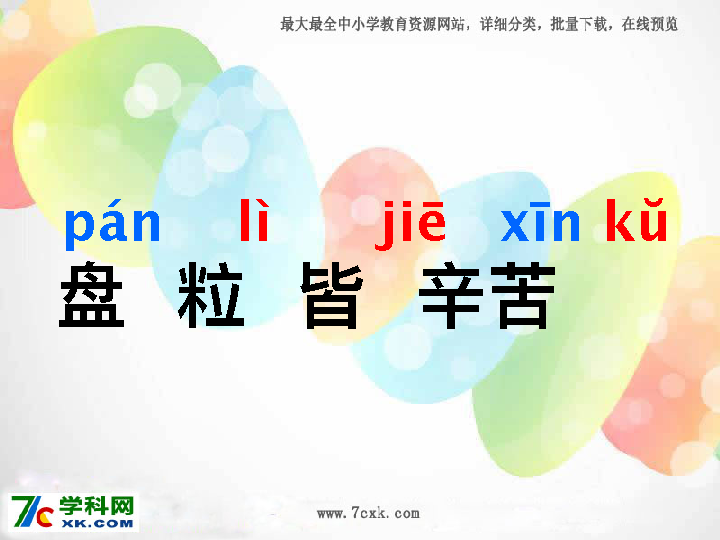 最大最全中小学教育资源网站，详细分类，批量下载，在线预览
pán lì jiē xīn kŭ
盘 粒 皆 辛苦
7C 学科网
XK.COM
www.7cxk.com